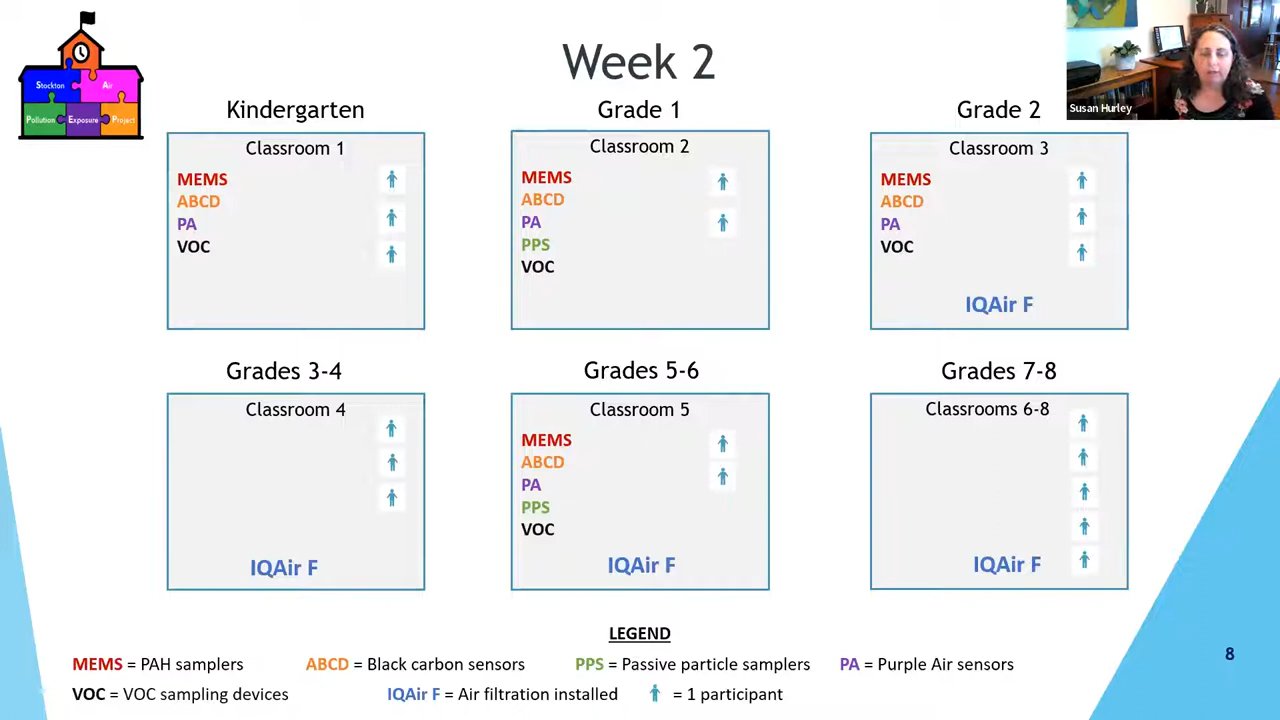 Week 2
Susan Hurley
Stockton Air
Pollution Exposure Project
Kindergarten
Classroom 1
MEMS
ABCD
PA
VOC
Grade 1
Classroom 2
MEMS
ABCD
PA
PPS
VOC
Grade 2
Classroom 3
MEMS
ABCD
PA
VOC
IQAir F
Grades 3-4
Classroom 4
IQAir F
Grades 5-6
Classroom 5
MEMS
ABCD
PA
PPS
VOC
IQAir F
Grades 7-8
Classrooms 6-8
IQAir F
LEGEND
MEMS = PAH samplers ABCD = Black carbon sensors PPS = Passive particle samplers PA = Purple Air sensors
VOC = VOC sampling devices IQAir F = Air filtration installed = 1 participant
8